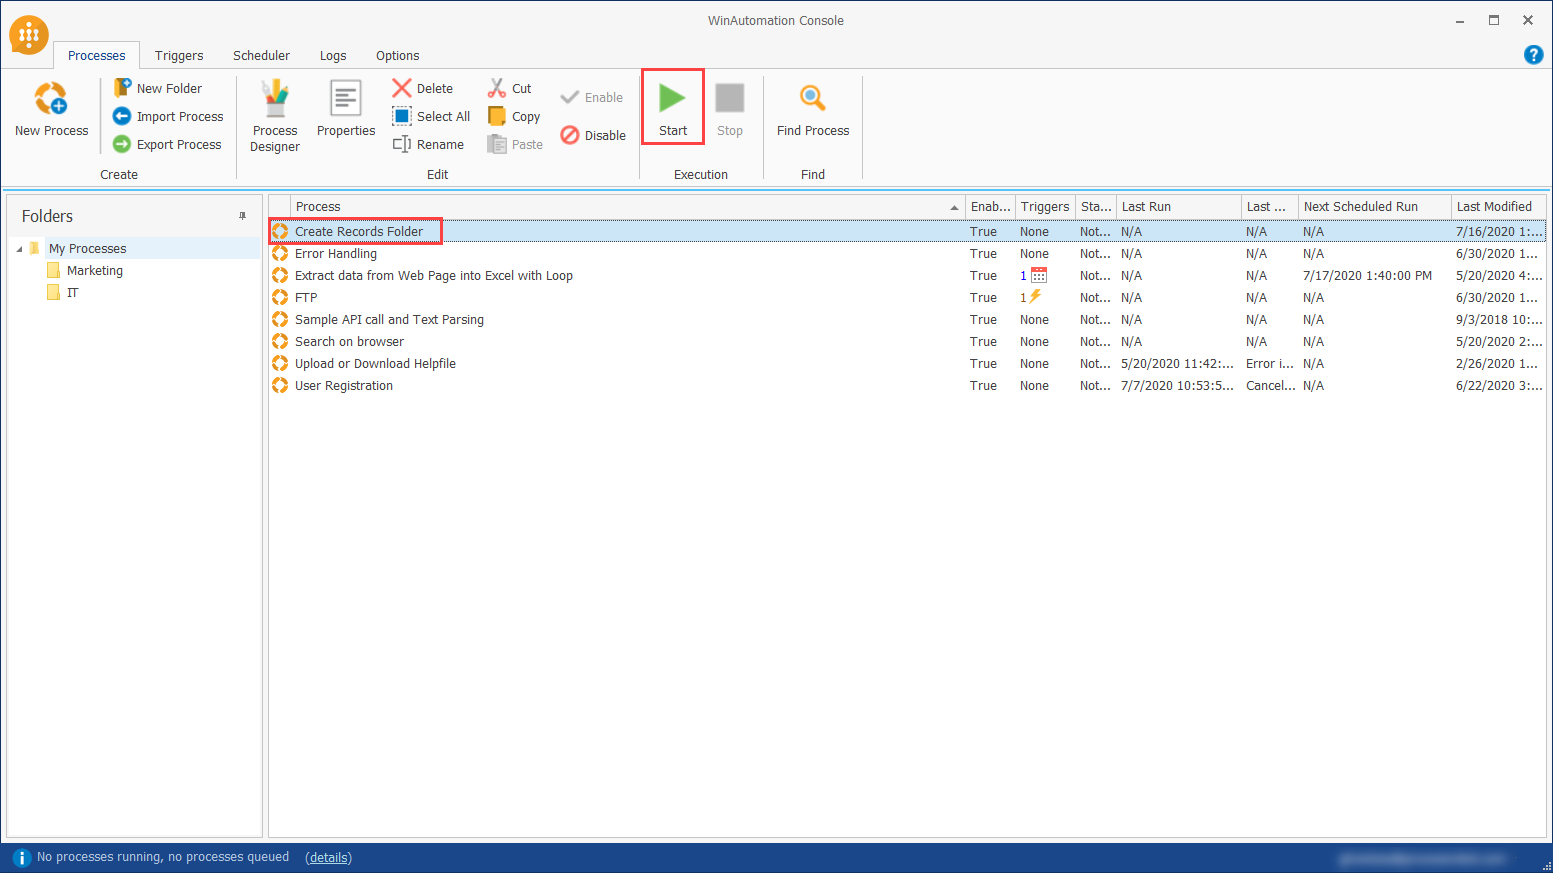 WinAutomation Console
Processes Triggers Scheduler Logs Options
New Process
New Folder
Import Process
Export Process
Create
Process Designer
Properties
Delete
Select All
Rename
Cut
Copy
Paste
Enable
Disable
Edit
Start
Stop
Execution
Find Process
Find
Folders
My Processes
Marketing
IT
Process Enab... Triggers Sta... Last Run Last ... Next Scheduled Run Last Modified
Create Records Folder True None Not... N/A N/A N/A 7/16/2020 1:...
Error Handling True None Not... N/A N/A N/A 6/30/2020 1...
Extract data from Web Page into Excel with Loop True 1 Not... N/A N/A 7/17/2020 1:40:00 PM 5/20/2020 4:...
FTP True 1 Not... N/A N/A N/A 6/30/2020 1...
Sample API call and Text Parsing True None Not... N/A N/A N/A 9/3/2018 10:...
Search on browser True None Not... N/A N/A N/A 5/20/2020 2:...
Upload or Download Helpfile True None Not... 5/20/2020 11:42:... Error i... N/A 2/26/2020 1...
User Registration True None Not... 7/7/2020 10:53:5... Cancel... N/A 6/22/2020 3:...
No processes running, no processes queued (details)